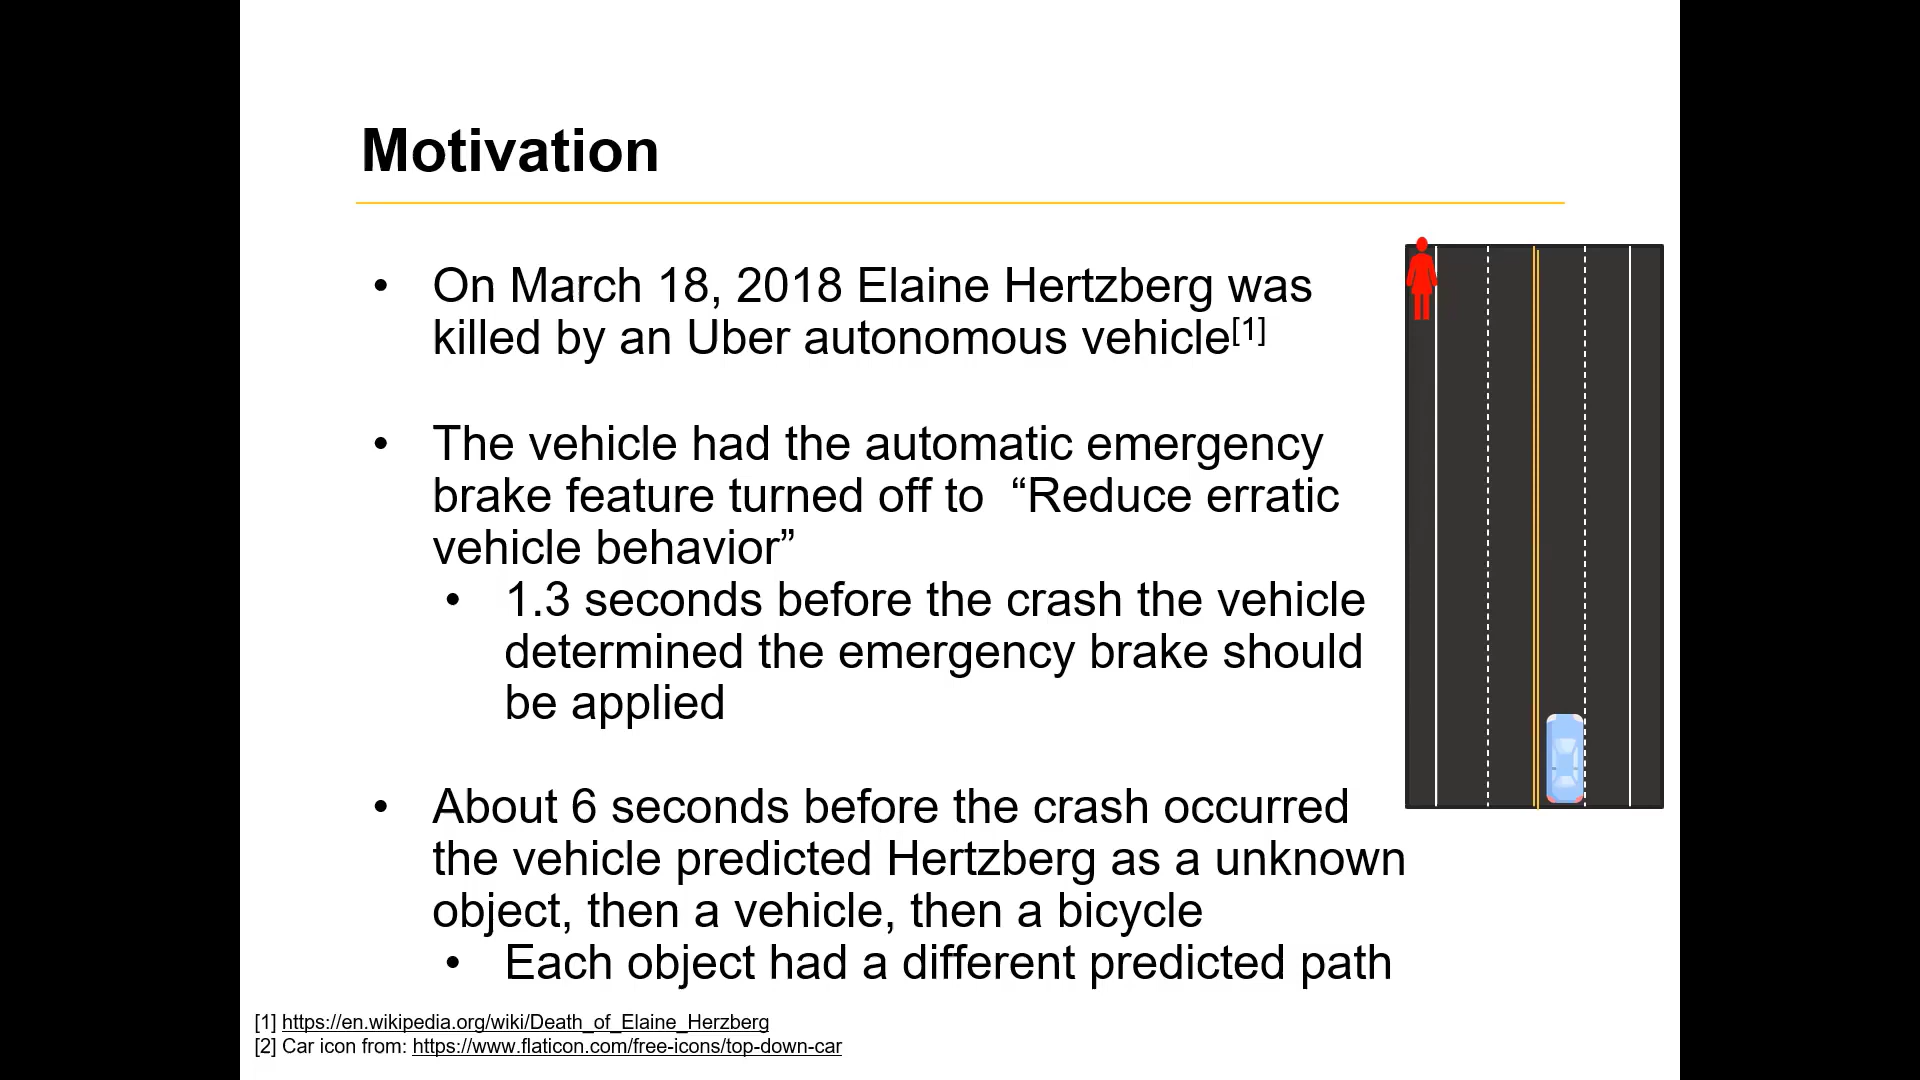 Motivation
• On March 18, 2018 Elaine Hertzberg was
killed by an Uber autonomous vehicle[1]
• The vehicle had the automatic emergency
brake feature turned off to “Reduce erratic
vehicle behavior”
• 1.3 seconds before the crash the vehicle
determined the emergency brake should
be applied
• About 6 seconds before the crash occurred
the vehicle predicted Hertzberg as a unknown
object, then a vehicle, then a bicycle
• Each object had a different predicted path
[1] https://en.wikipedia.org/wiki/Death_of_Elaine_Herzberg
[2] Car icon from: https://www.flaticon.com/free-icons/top-down-car